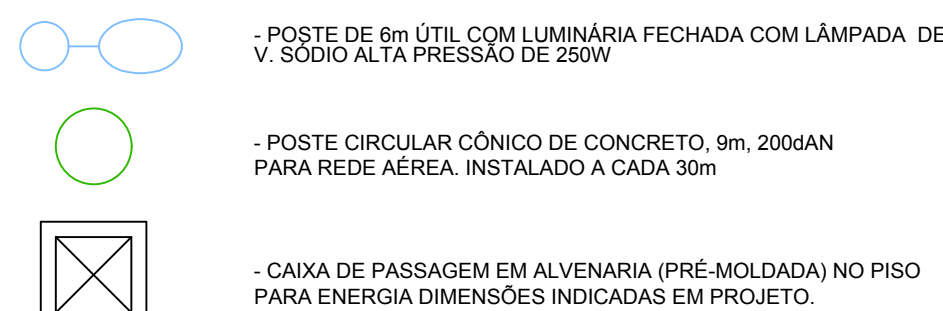 - POSTE DE 6m ÚTIL COM LUMINÁRIA FECHADA COM LÂMPADA DE
V. SÓDIO ALTA PRESSÃO DE 250W
- POSTE CIRCULAR CÔNICO DE CONCRETO, 9m, 200dAN
PARA REDE AÉREA. INSTALADO A CADA 30m
- CAIXA DE PASSAGEM EM ALVENARIA (PRÉ-MOLDADA) NO PISO
PARA ENERGIA DIMENSÕES INDICADAS EM PROJETO.